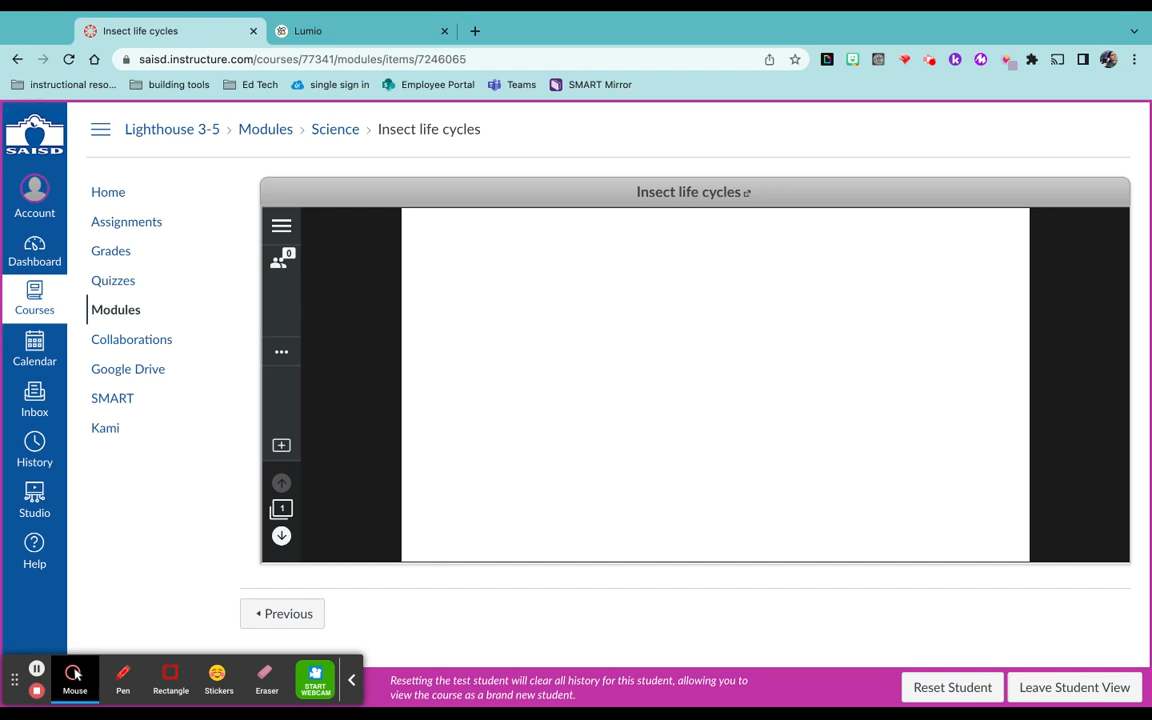 Insect life cycles
Lumio
saisd.instructure.com/courses/77341/modules/items/7246065
instructional reso...
building tools
Ed Tech
single sign in
Employee Portal
Teams
SMART Mirror
SAISD
Account
Dashboard
Courses
Calendar
Inbox
History
Studio
Help
Lighthouse 3-5 › Modules › Science › Insect life cycles
Home
Assignments
Grades
Quizzes
Modules
Collaborations
Google Drive
SMART
Kami
Insect life cycles
0
1
Previous
Mouse
Pen
Rectangle
Stickers
Eraser
START
WEBCAM
Resetting the test student will clear all history for this student, allowing you to
view the course as a brand new student.
Reset Student
Leave Student View